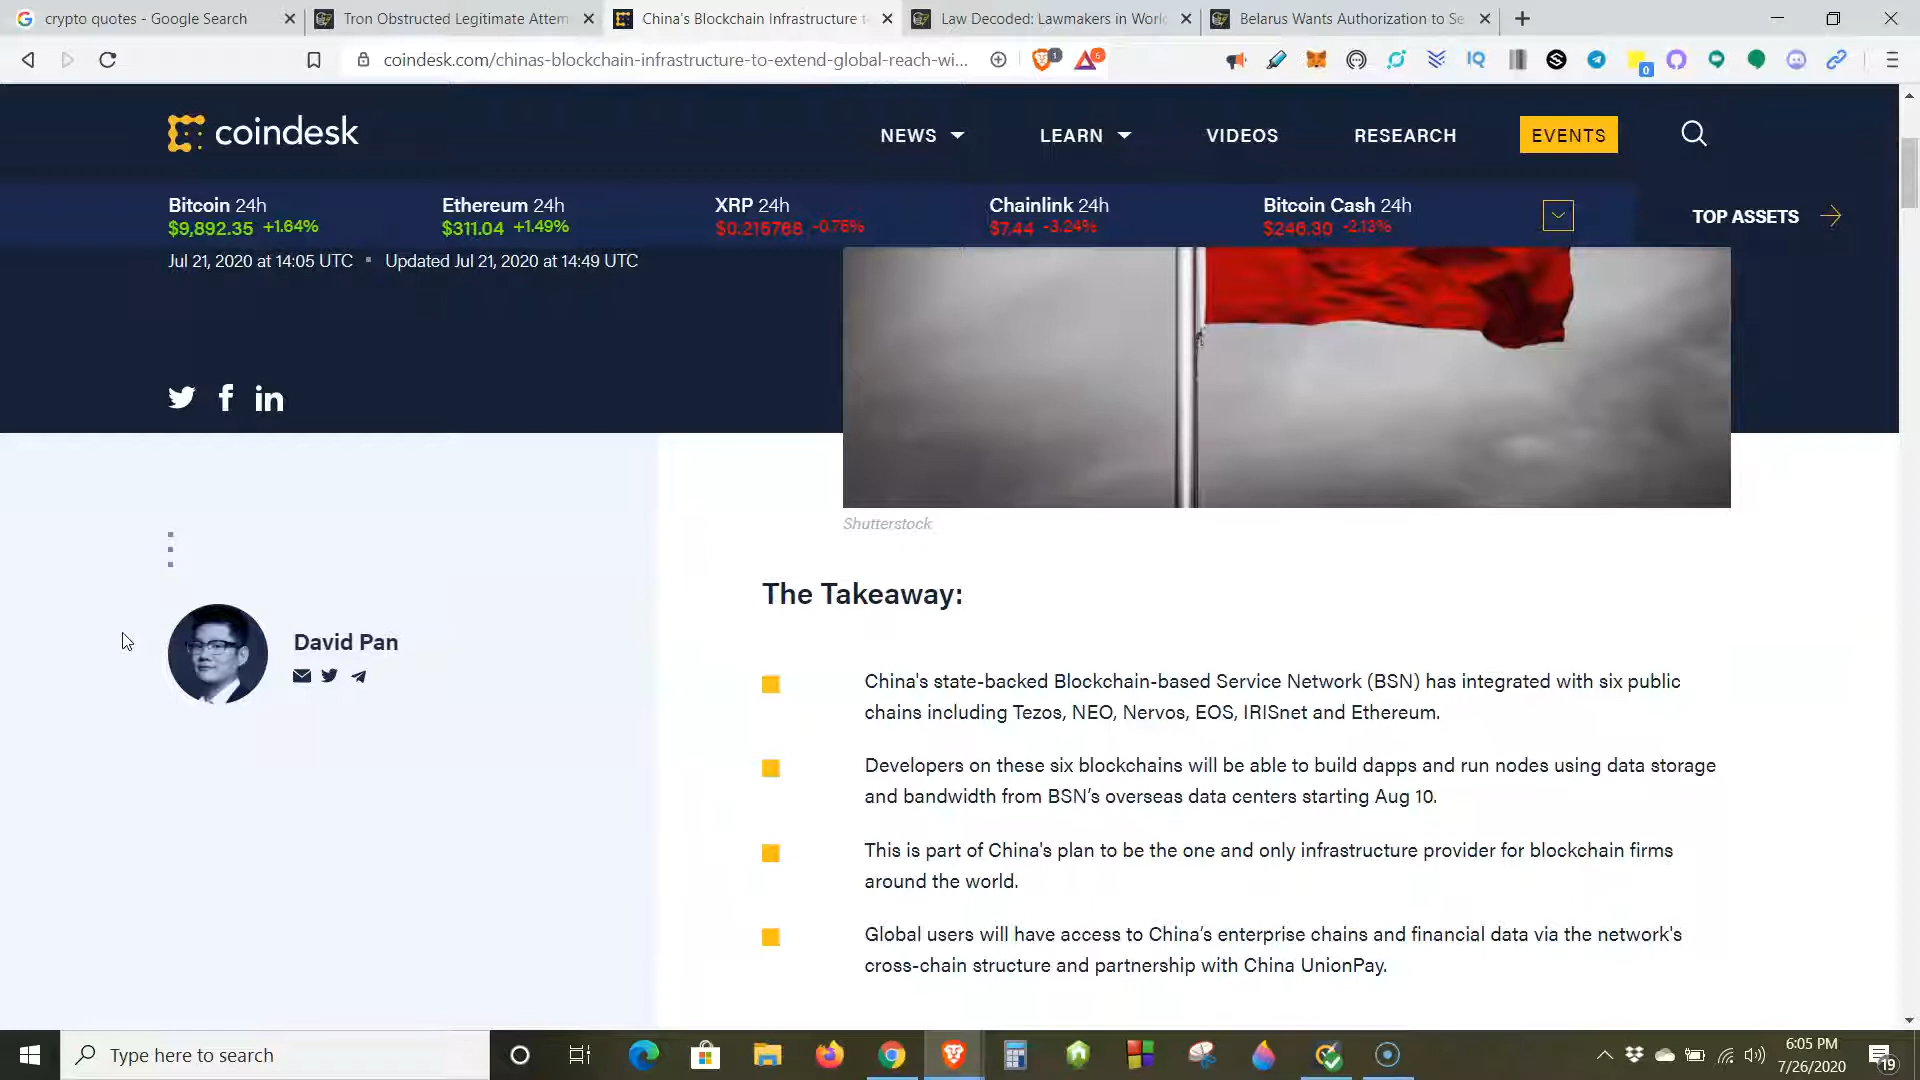 crypto quotes - Google Search
Tron Obstructed Legitimate Attem
China's Blockchain Infrastructure t
Law Decoded: Lawmakers in Worl
Belarus Wants Authorization to Se
coindesk.com/chinas-blockchain-infrastructure-to-extend-global-reach-wi...
1
6
IQ
0
coindesk
NEWS
LEARN
VIDEOS
RESEARCH
EVENTS
Bitcoin 24h
$9,892.35 +1.64%
Ethereum 24h
$311.04 +1.49%
XRP 24h
$0.215768 -0.75%
Chainlink 24h
$7.44 -3.24%
Bitcoin Cash 24h
$246.30 -2.13%
TOP ASSETS
Jul 21, 2020 at 14:05 UTC
Updated Jul 21, 2020 at 14:49 UTC
Shutterstock
David Pan
The Takeaway:
China's state-backed Blockchain-based Service Network (BSN) has integrated with six public
chains including Tezos, NEO, Nervos, EOS, IRISnet and Ethereum.
Developers on these six blockchains will be able to build dapps and run nodes using data storage
and bandwidth from BSN’s overseas data centers starting Aug 10.
This is part of China's plan to be the one and only infrastructure provider for blockchain firms
around the world.
Global users will have access to China’s enterprise chains and financial data via the network's
cross-chain structure and partnership with China UnionPay.
Type here to search
6:05 PM
7/26/2020
19